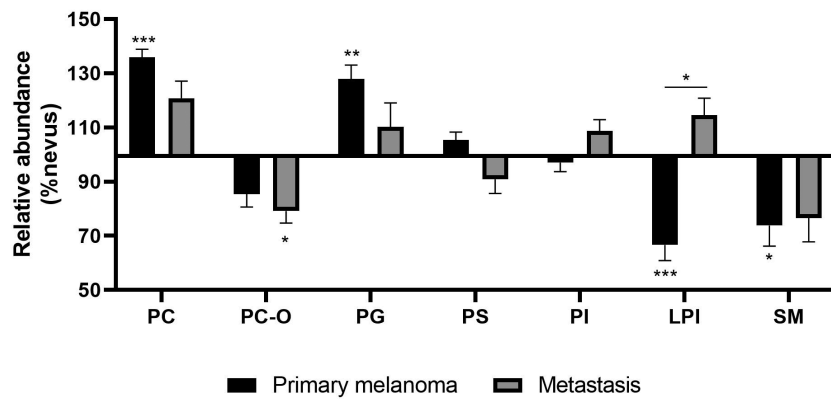 Relative abundance
(%nevus)
150
130
110
90
70
50
***
**
*
*
***
*
PC
PC-O
PG
PS
PI
LPI
SM
Primary melanoma
Metastasis